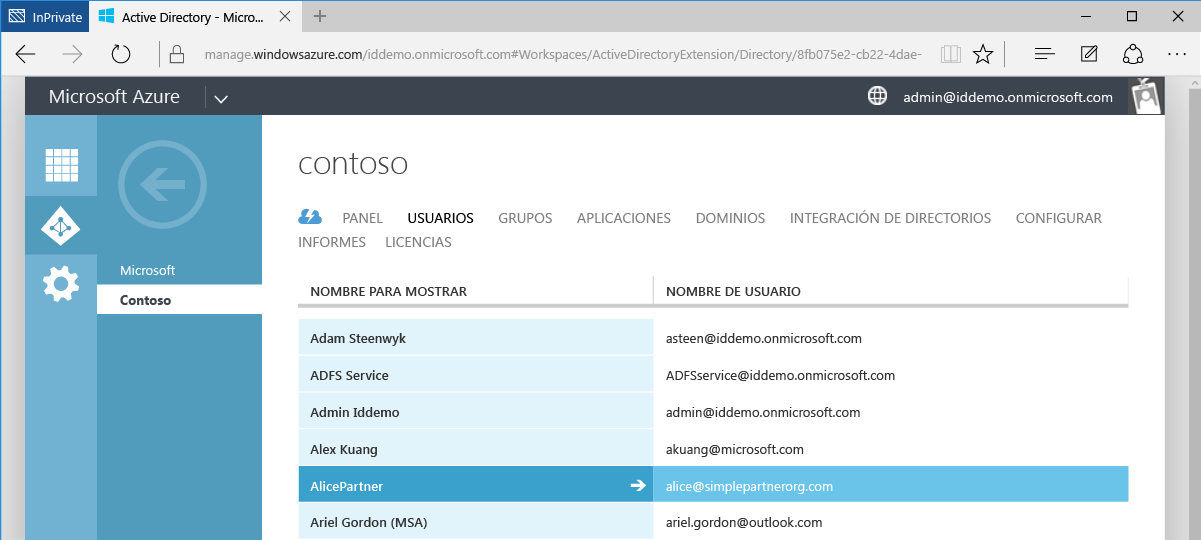 InPrivate
Active Directory - Micro...
manage.windowsazure.com/iddemo.onmicrosoft.com#Workspaces/ActiveDirectoryExtension/Directory/8fb075e2-cb22-4dae-
Microsoft Azure
admin@iddemo.onmicrosoft.com
contoso
PANEL USUARIOS GRUPOS APLICACIONES DOMINIOS INTEGRACIÓN DE DIRECTORIOS CONFIGURAR
INFORMES LICENCIAS
Microsoft
Contoso
NOMBRE PARA MOSTRAR NOMBRE DE USUARIO
Adam Steenwyk asteen@iddemo.onmicrosoft.com
ADFS Service ADFSservice@iddemo.onmicrosoft.com
Admin Iddemo admin@iddemo.onmicrosoft.com
Alex Kuang akuang@microsoft.com
AlicePartner alice@simplepartnerorg.com
Ariel Gordon (MSA) ariel.gordon@outlook.com